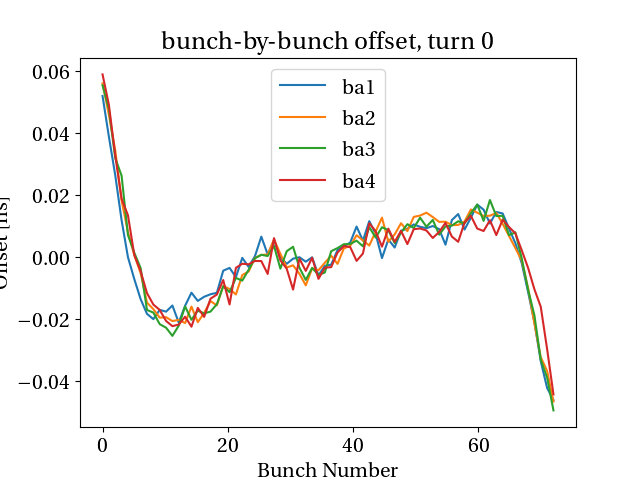 bunch-by-bunch offset, turn 0
0.06
0.04
0.02
0.00
−0.02
−0.04
Offset [ns]
ba1
ba2
ba3
ba4
0
20
40
60
Bunch Number